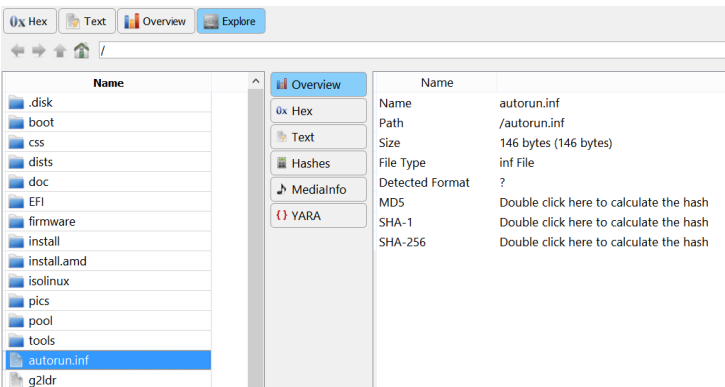 0x Hex Text Overview Explore
/
Name
.disk
boot
css
dists
doc
EFI
firmware
install
install.amd
isolinux
pics
pool
tools
autorun.inf
g2ldr
Overview
0x Hex
Text
Hashes
MediaInfo
{} YARA
Name
Name autorun.inf
Path /autorun.inf
Size 146 bytes (146 bytes)
File Type inf File
Detected Format ?
MD5 Double click here to calculate the hash
SHA-1 Double click here to calculate the hash
SHA-256 Double click here to calculate the hash